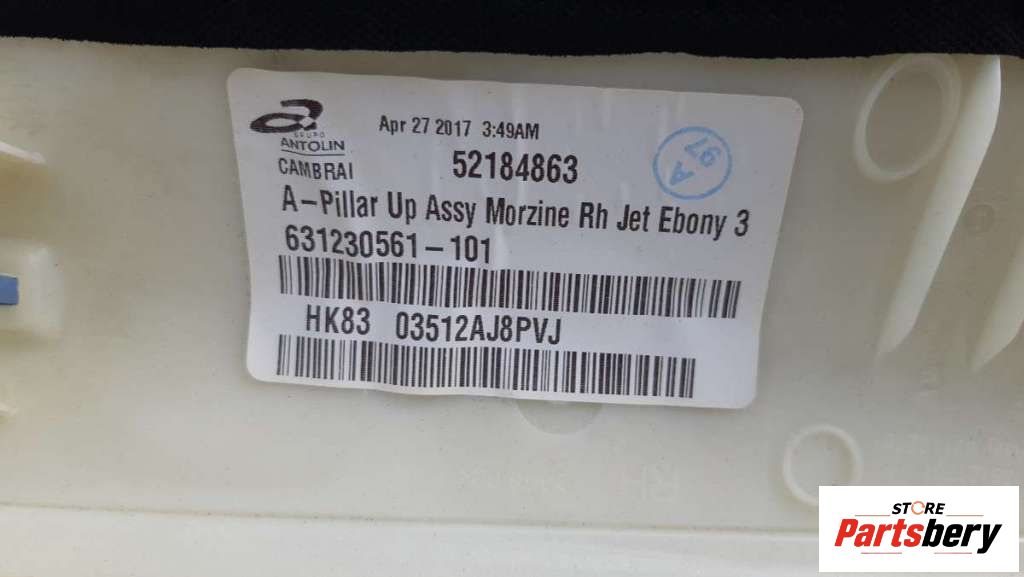 GRUPO
ANTOLIN
CAMBRAI
Apr 27 2017 3:49AM
52184863
A 97
A-Pillar Up Assy Morzine Rh Jet Ebony 3
631230561-101
HK83 03512AJ8PVJ
STORE
Partsbery